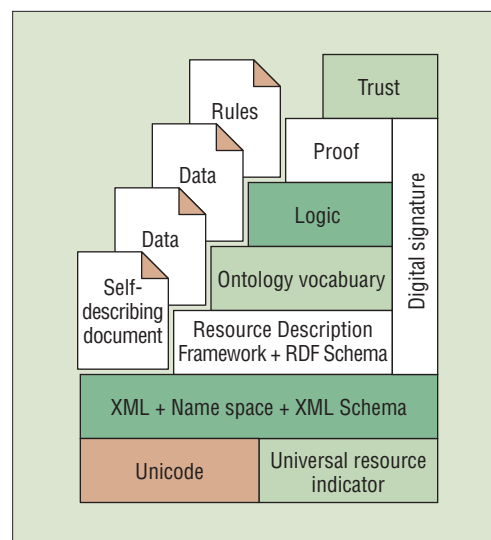 Trust
Rules
Proof
Data
Logic
Digital signature
Data
Ontology vocabuary
Self-
describing
document
Resource Description
Framework + RDF Schema
XML + Name space + XML Schema
Unicode
Universal resource
indicator